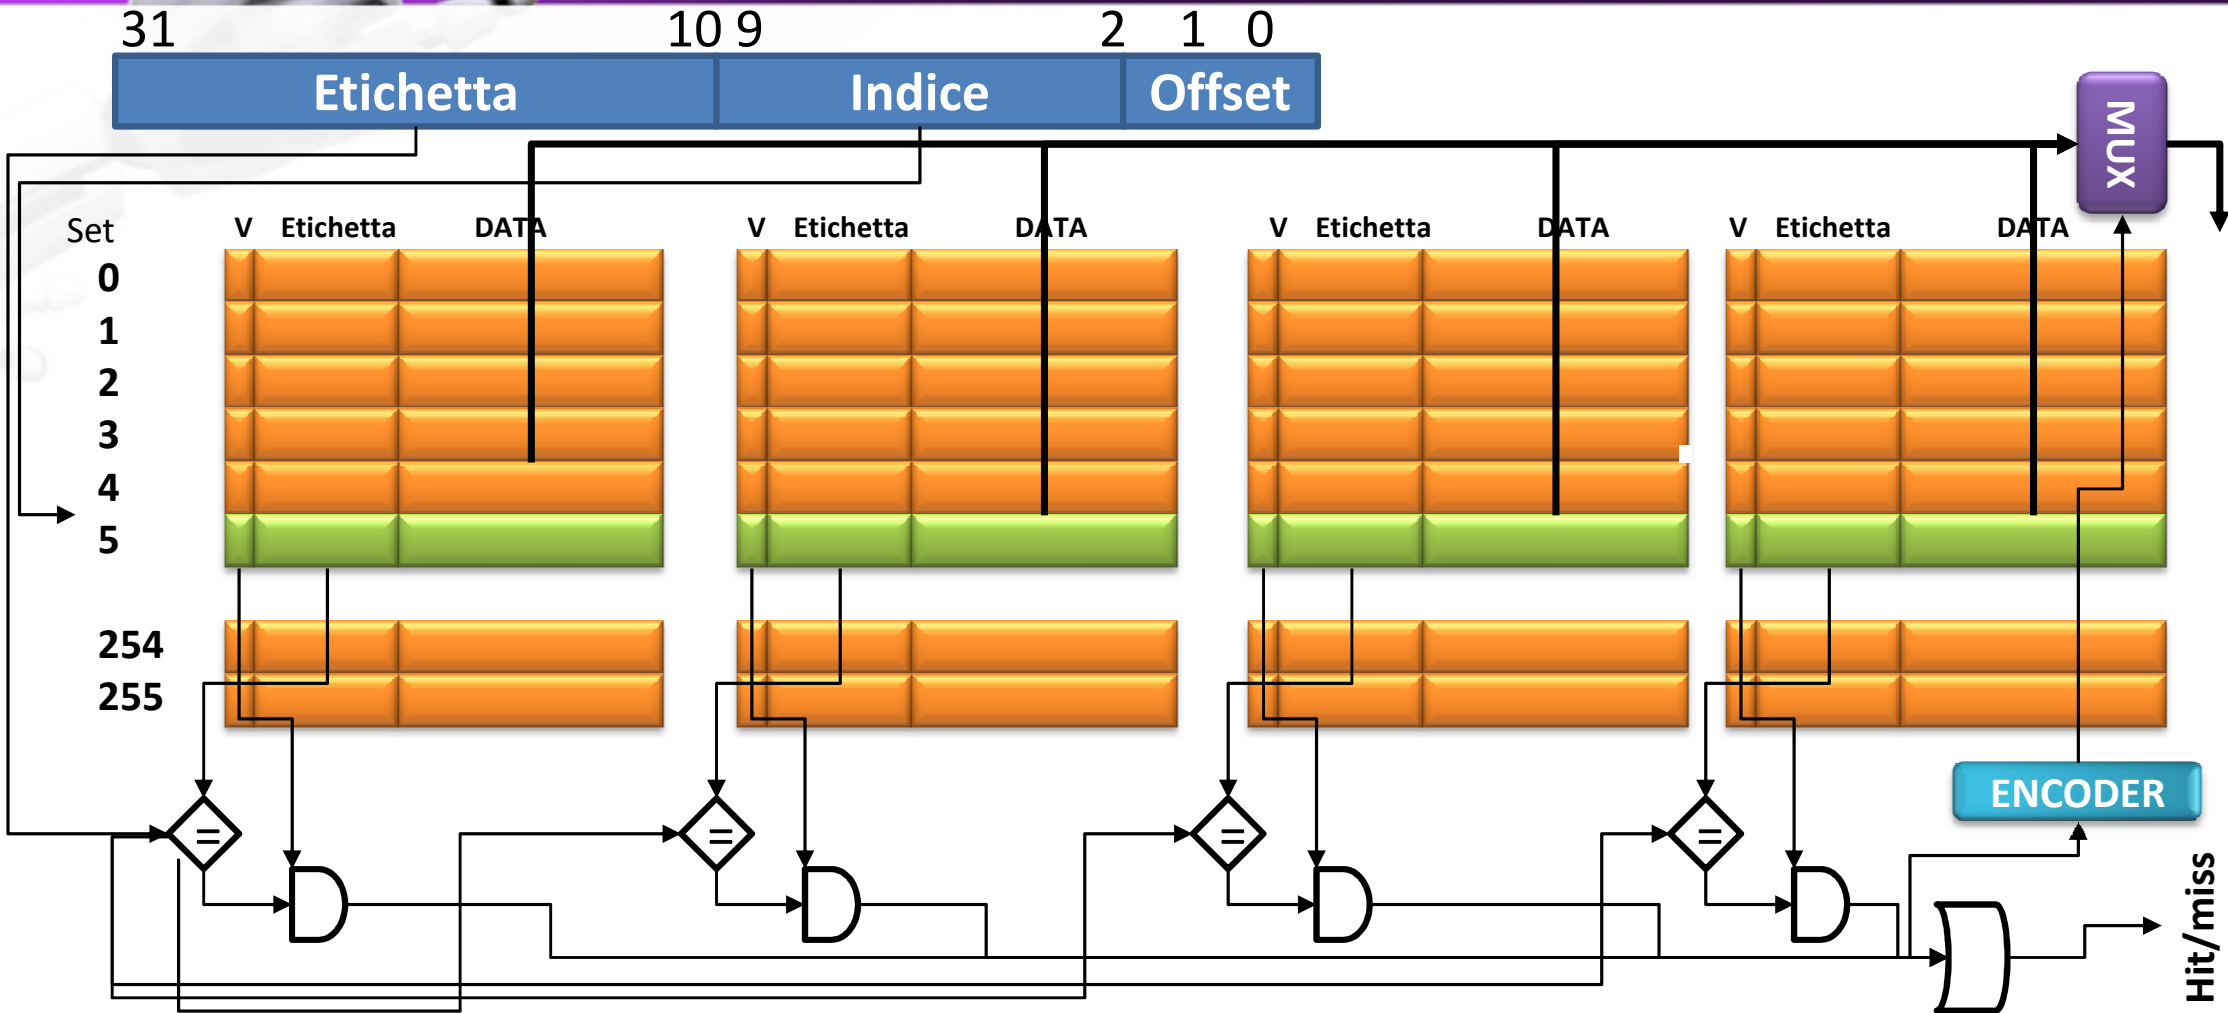 31 10 9 2 1 0
Etichetta Indice Offset
MUX
Set V Etichetta DATA V Etichetta DATA V Etichetta DATA V Etichetta DATA
0
1
2
3
4
5
254
255
ENCODER
= = = =
Hit/miss